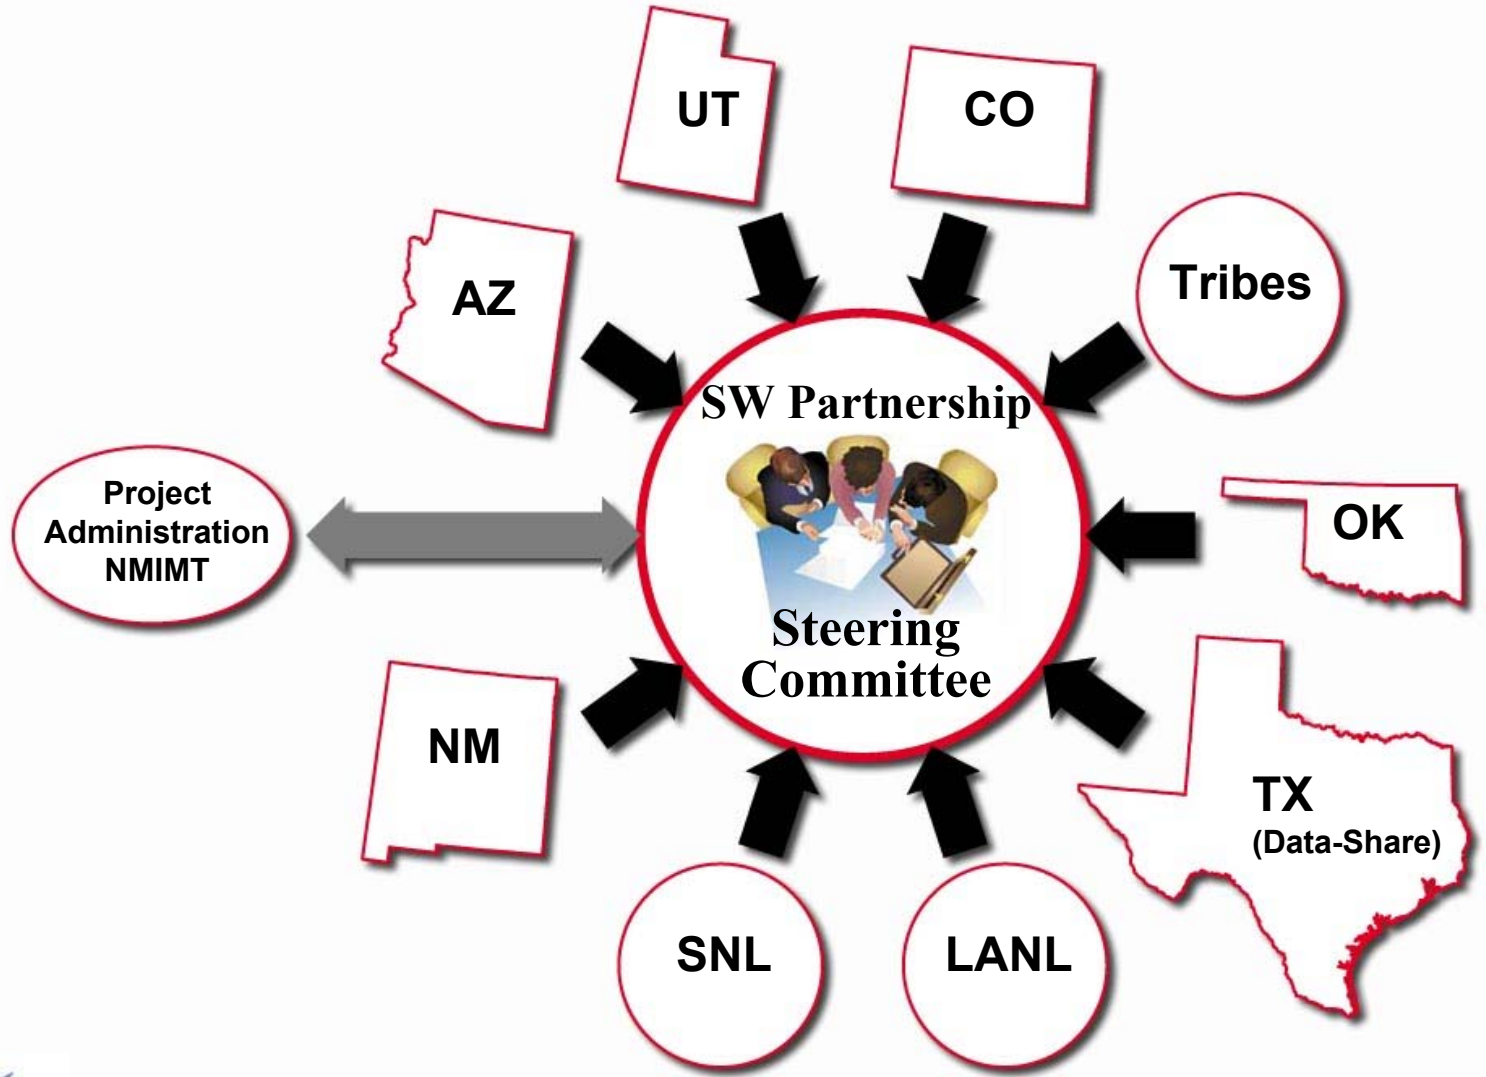 UT
CO
Tribes
AZ
SW Partnership
Project
Administration
NMIMT
OK
Steering
Committee
NM
TX
(Data-Share)
SNL
LANL